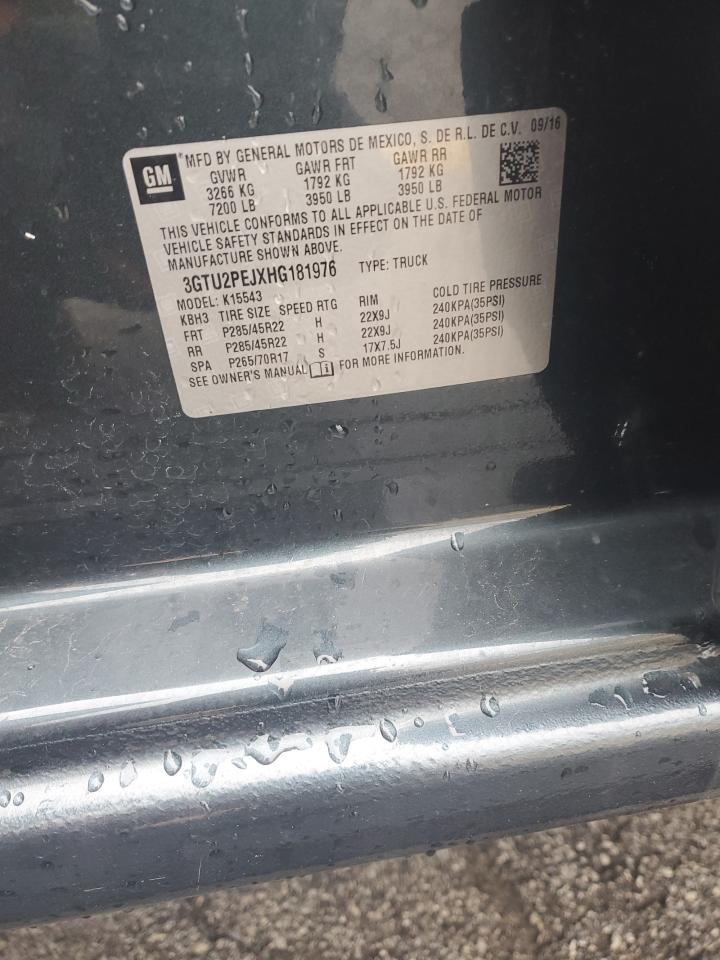 GM
MFD BY GENERAL MOTORS DE MEXICO, S. DE R.L. DE C.V. 09/16
GVWR GAWR FRT GAWR RR
3266 KG 1792 KG 1792 KG
7200 LB 3950 LB 3950 LB
THIS VEHICLE CONFORMS TO ALL APPLICABLE U.S. FEDERAL MOTOR
VEHICLE SAFETY STANDARDS IN EFFECT ON THE DATE OF
MANUFACTURE SHOWN ABOVE.
3GTU2PEJXHG181976 TYPE: TRUCK
MODEL: K15543
KBH3 TIRE SIZE SPEED RTG RIM COLD TIRE PRESSURE
FRT P285/45R22 H 22X9J 240KPA(35PSI)
RR P285/45R22 H 22X9J 240KPA(35PSI)
SPA P265/70R17 S 17X7.5J 240KPA(35PSI)
SEE OWNER'S MANUAL FOR MORE INFORMATION.